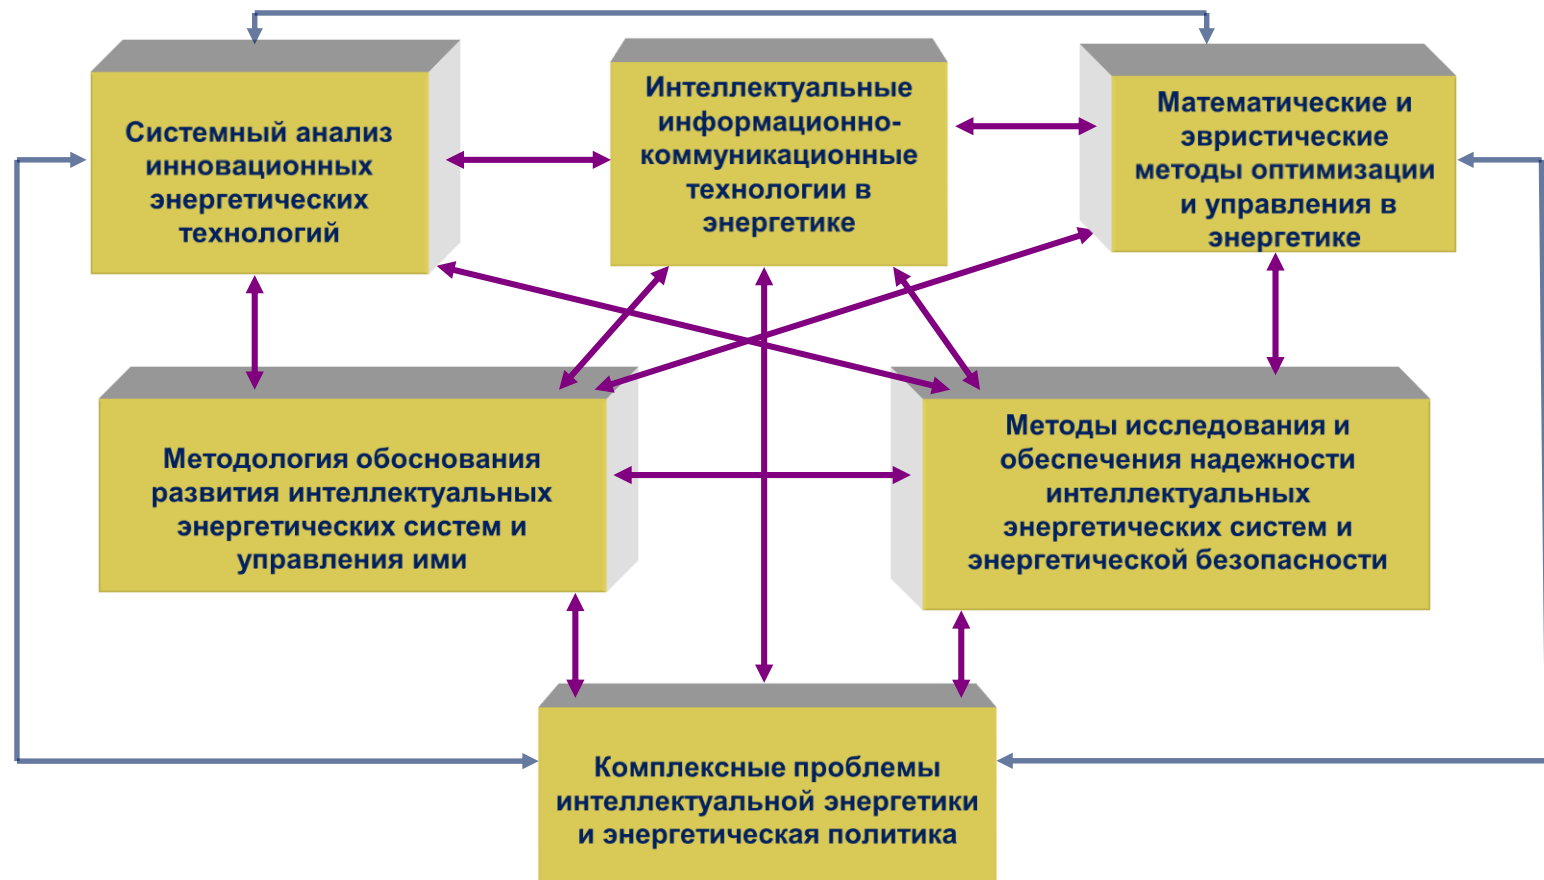 Системный анализ
инновационных
энергетических
технологий
Интеллектуальные
информационно-
коммуникационные
технологии в
энергетике
Математические и
эвристические
методы оптимизации
и управления в
энергетике
Методология обоснования
развития интеллектуальных
энергетических систем и
управления ими
Методы исследования и
обеспечения надежности
интеллектуальных
энергетических систем и
энергетической безопасности
Комплексные проблемы
интеллектуальной энергетики
и энергетическая политика